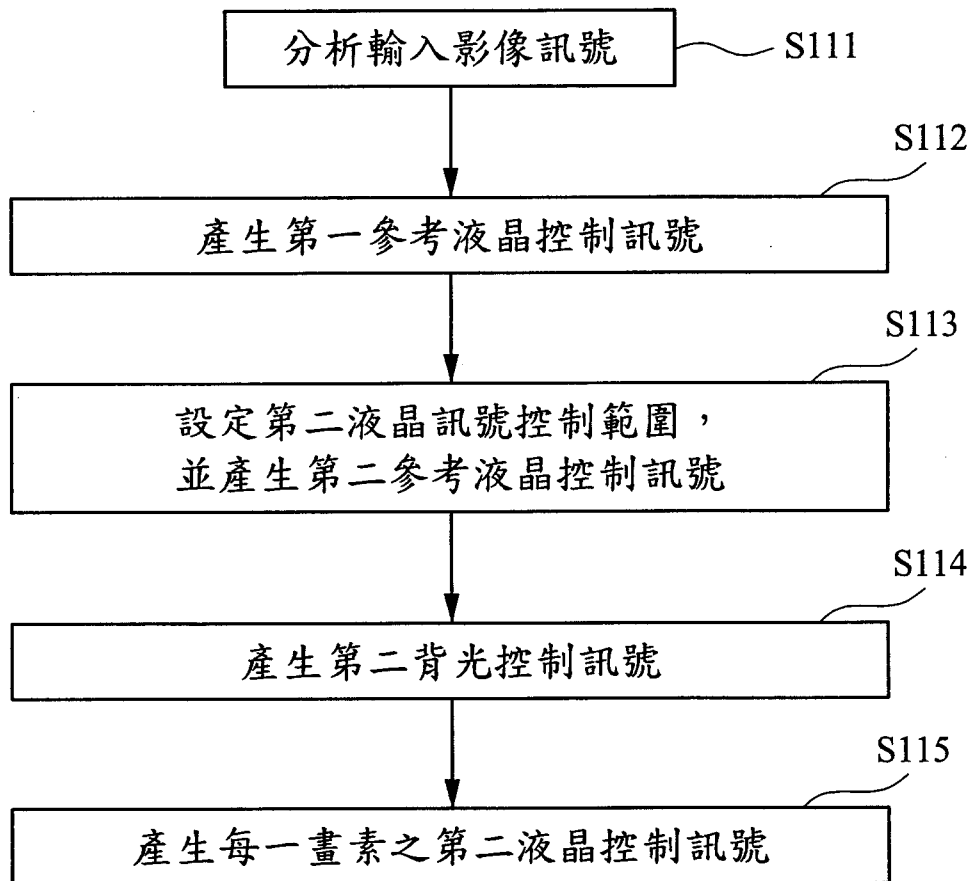 分析輸入影像訊號
S111
S112
產生第一參考液晶控制訊號
S113
設定第二液晶訊號控制範圍，
並產生第二參考液晶控制訊號
S114
產生第二背光控制訊號
S115
產生每一畫素之第二液晶控制訊號